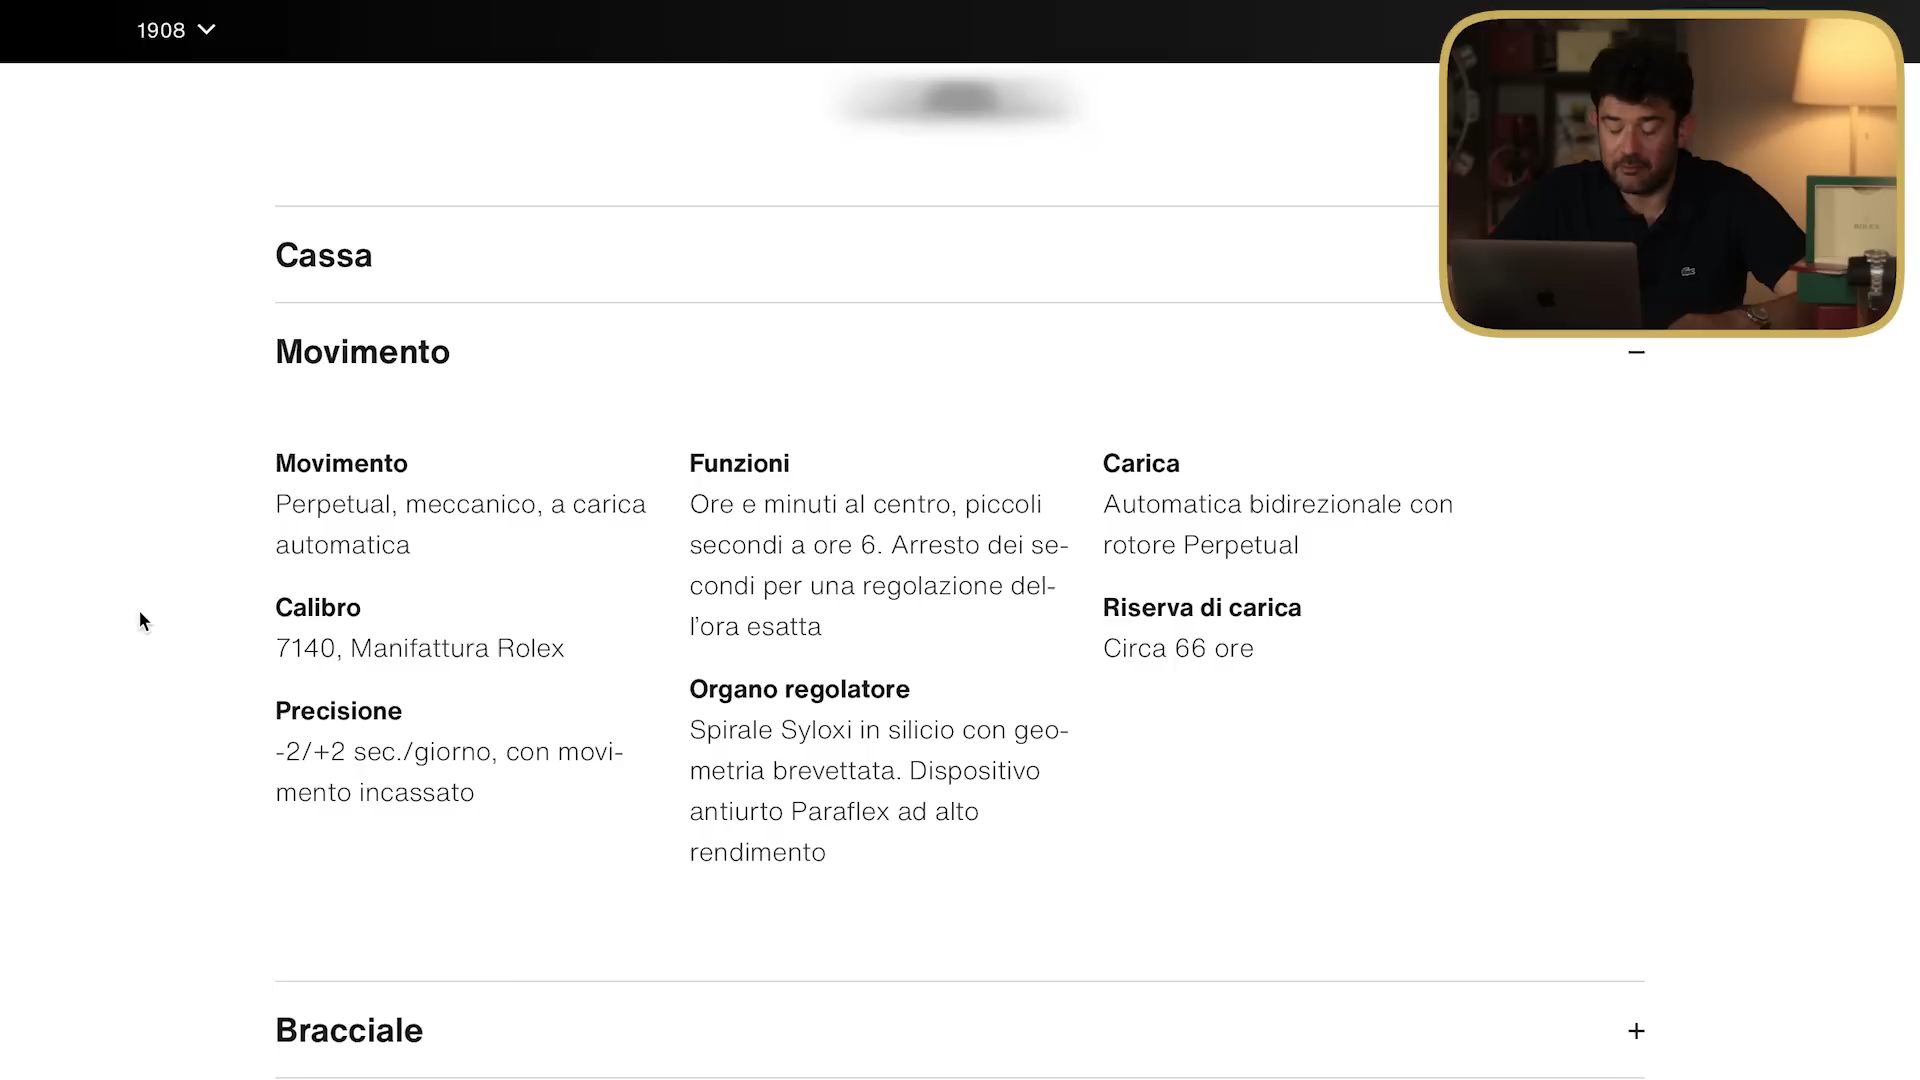 1908
Cassa
Movimento
Movimento
Perpetual, meccanico, a carica
automatica
Calibro
7140, Manifattura Rolex
Precisione
-2/+2 sec./giorno, con movi-
mento incassato
Funzioni
Ore e minuti al centro, piccoli
secondi a ore 6. Arresto dei se-
condi per una regolazione del-
l’ora esatta
Organo regolatore
Spirale Syloxi in silicio con geo-
metria brevettata. Dispositivo
antiurto Paraflex ad alto
rendimento
Carica
Automatica bidirezionale con
rotore Perpetual
Riserva di carica
Circa 66 ore
Bracciale
ROLEX